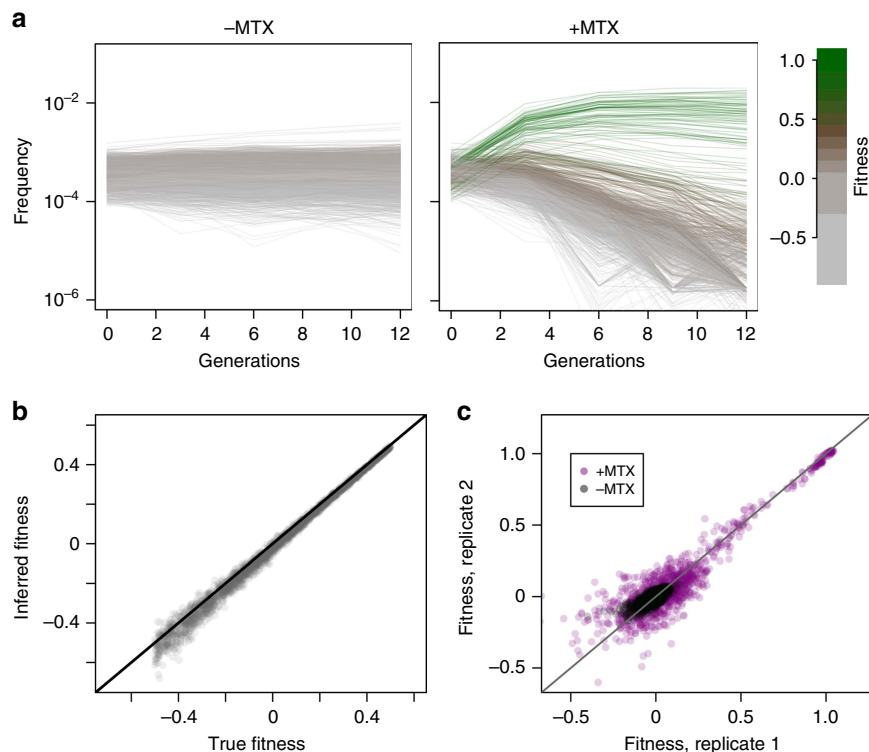 a
−MTX
+MTX
Frequency
10⁻²
10⁻⁴
10⁻⁶
0 2 4 6 8 10 12
Generations
0 2 4 6 8 10 12
Generations
1.0
0.5
0.0
−0.5
Fitness
b
Inferred fitness
0.4
0
−0.4
−0.4 0 0.4
True fitness
c
Fitness, replicate 2
1.0
0.5
0
−0.5
+MTX
−MTX
−0.5 0 0.5 1.0
Fitness, replicate 1